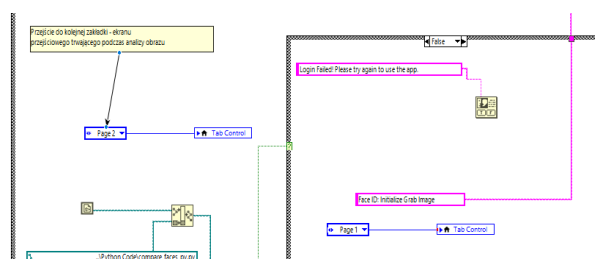 Przejście do kolejnej zakładki - ekranu
przejściowego trwającego podczas analizy obrazu
Page 2
Tab Control
..\Python Code\compare_faces_py.py
False
Login Failed! Please try again to use the app.
Face ID: Initialize Grab Image
Page 1
Tab Control